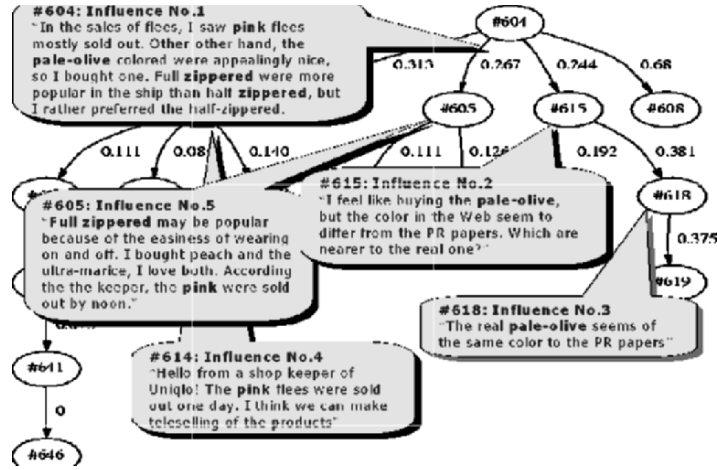 #604: Influence No.1
"In the sales of flees, I saw pink flees
mostly sold out. Other other hand, the
pale-olive colored were appealingly nice,
so I bought one. Full zippered were more
popular in the ship than half zippered, but
I rather preferred the half-zippered.
#604
0.313
0.267
0.244
0.68
#605
#615
#608
0.111
0.08
0.140
0.111
0.126
0.192
0.381
#605: Influence No.5
"Full zippered may be popular
because of the easiness of wearing
on and off. I bought peach and the
ultra-marice, I love both. According
the the keeper, the pink were sold
out by noon."
#615: Influence No.2
"I feel like buying the pale-olive,
but the color in the Web seem to
differ from the PR papers. Which are
nearer to the real one?"
#618
0.375
#619
#618: Influence No.3
"The real pale-olive seems of
the same color to the PR papers"
#614: Influence No.4
"Hello from a shop keeper of
Uniqlo! The pink flees were sold
out one day. I think we can make
teleselling of the products"
#641
0
#646